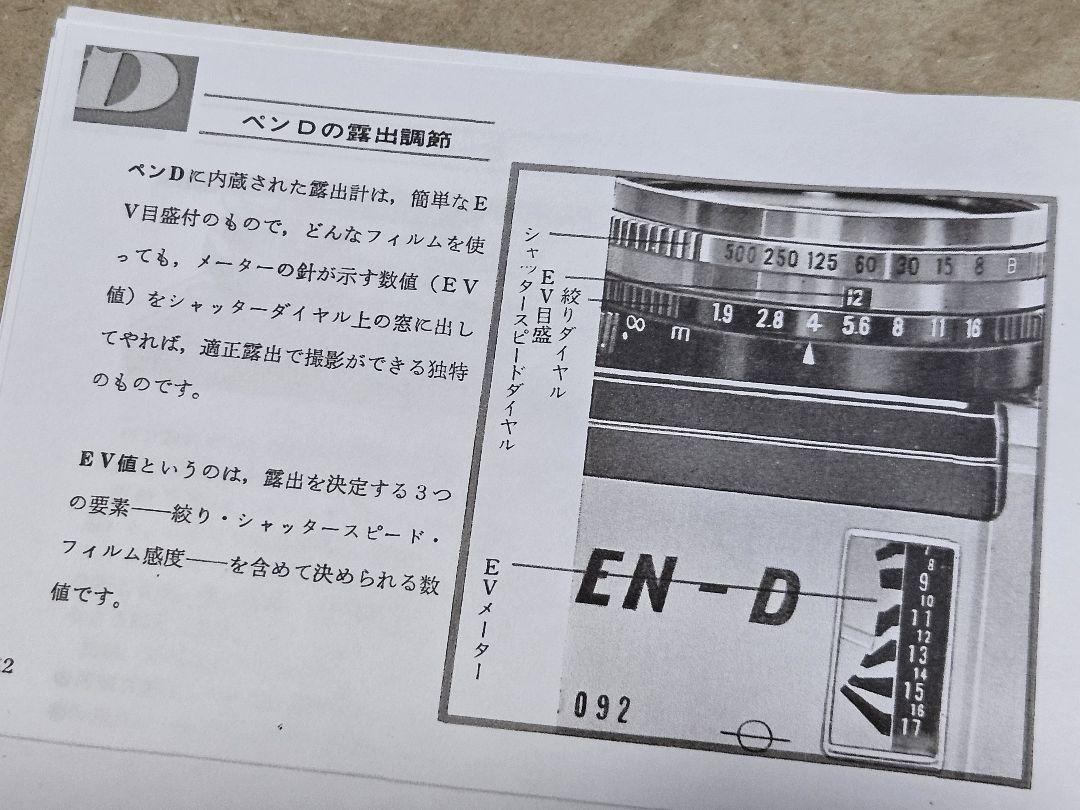 D
ペンDの露出調節
ペンDに内蔵された露出計は，簡単なE
V目盛付のもので，どんなフィルムを使
っても，メーターの針が示す数値（EV
値）をシャッターダイヤル上の窓に出し
てやれば，適正露出で撮影ができる独特
のものです。
EV値というのは，露出を決定する3つ
の要素――絞り・シャッタースピード・
フィルム感度――を含めて決められる数
値です。
2
シャッタースピードダイヤル
EV目盛
絞りダイヤル
EVメーター
500 250 125 60 30 15 8 B
12
1.9 2.8 4 5.6 8 11 16
∞ m
EN-D
092
7
8
9
10
11
12
13
14
15
16
17